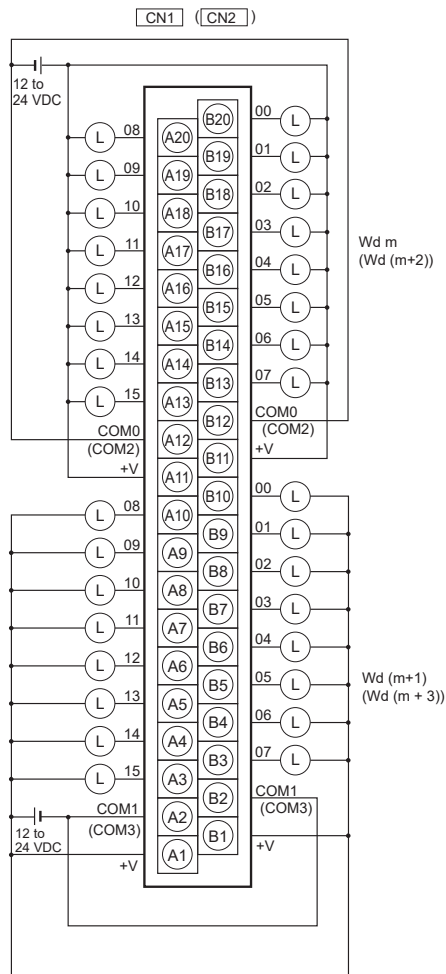 CN1 (CN2)
12 to
24 VDC
08
L
A20
B20
00
L
09
L
A19
B19
01
L
10
L
A18
B18
02
L
11
L
A17
B17
03
L
12
L
A16
B16
04
L
13
L
A15
B15
05
L
14
L
A14
B14
06
L
15
L
A13
B13
07
L
Wd m
(Wd (m+2))
COM0
(COM2)
A12
B12
COM0
(COM2)
+V
A11
B11
+V
08
L
A10
B10
00
L
09
L
A9
B9
01
L
10
L
A8
B8
02
L
11
L
A7
B7
03
L
12
L
A6
B6
04
L
13
L
A5
B5
05
L
14
L
A4
B4
06
L
15
L
A3
B3
07
L
Wd (m+1)
(Wd (m + 3))
COM1
(COM3)
A2
B2
COM1
(COM3)
12 to
24 VDC
+V
A1
B1
+V